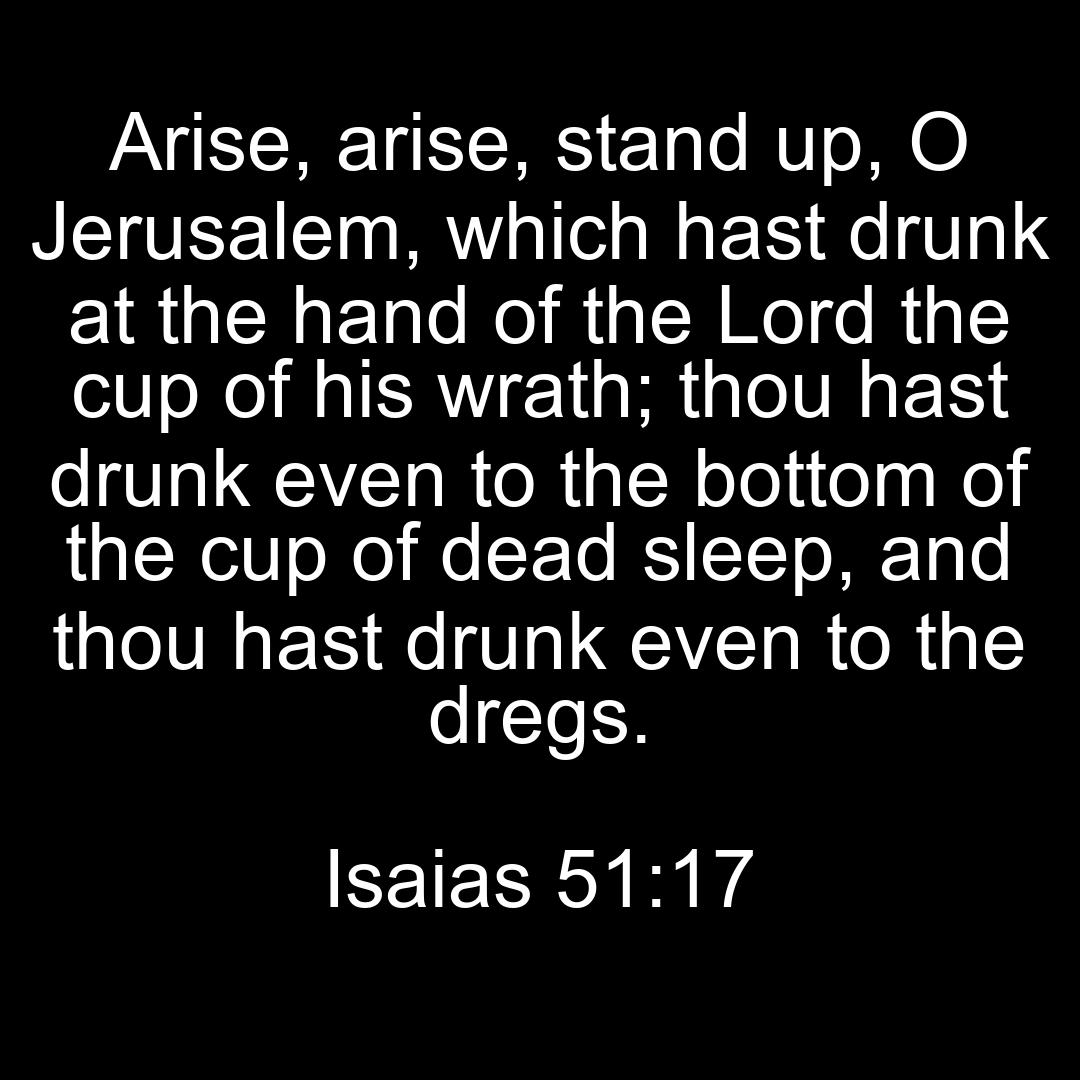 Arise, arise, stand up, O
Jerusalem, which hast drunk
at the hand of the Lord the
cup of his wrath; thou hast
drunk even to the bottom of
the cup of dead sleep, and
thou hast drunk even to the
dregs.
Isaias 51:17